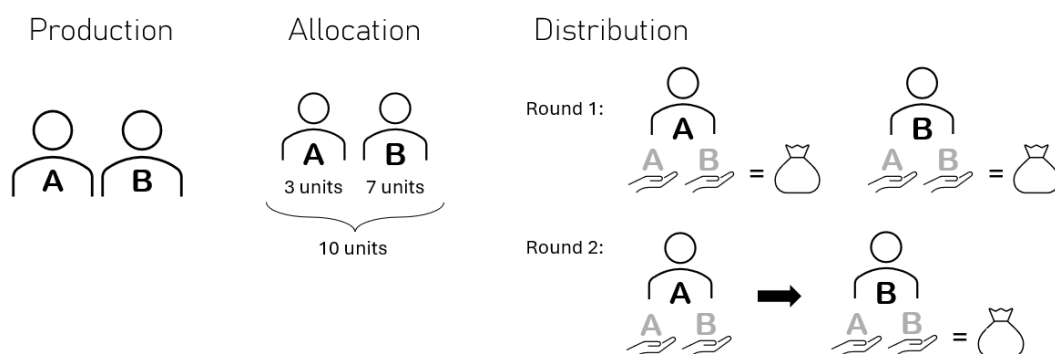 Production
Allocation
Distribution
A B
A B
3 units 7 units
10 units
Round 1:
A
A B =
B
A B =
Round 2:
A
A B
B
A B =